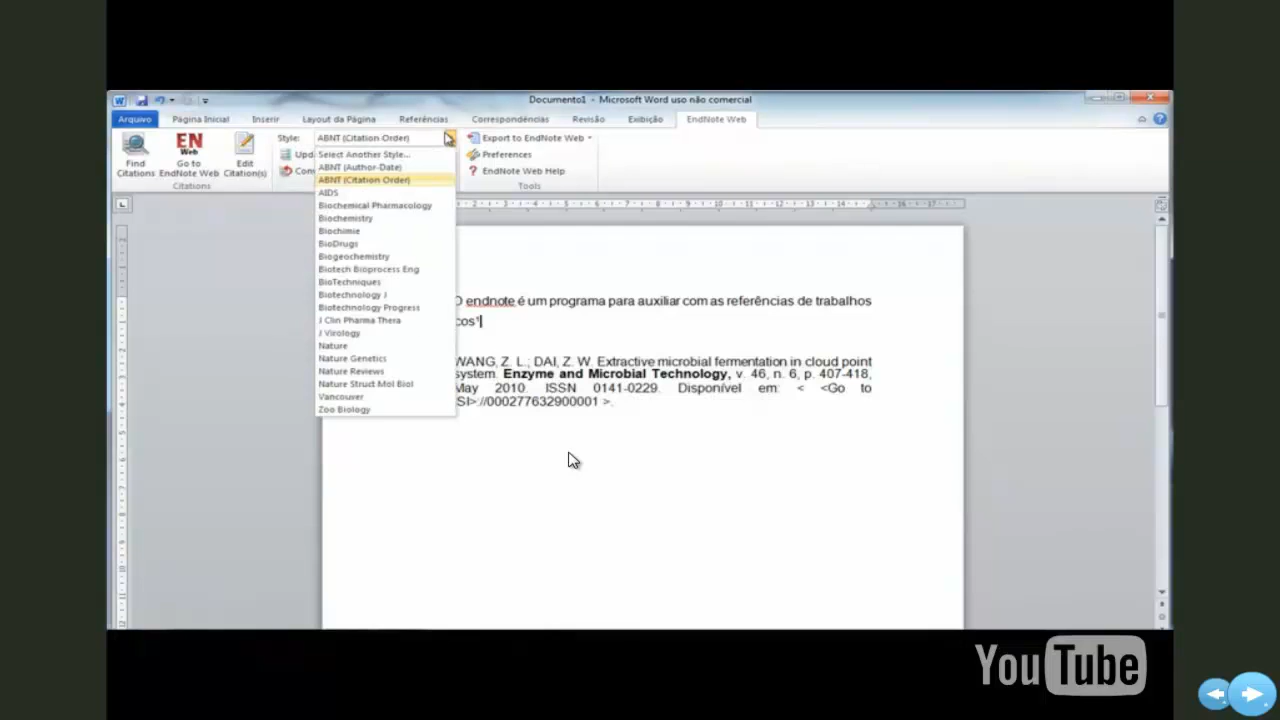 Documento1 - Microsoft Word uso não comercial
Arquivo Página Inicial Inserir Layout da Página Referências Correspondências Revisão Exibição EndNote Web
Find Citations
EN Web
Go to EndNote Web
Edit Citation(s)
Citations
Style: ABNT (Citation Order)
Upd
Con
Export to EndNote Web
Preferences
EndNote Web Help
Tools
Select Another Style...
ABNT (Author-Date)
ABNT (Citation Order)
AIDS
Biochemical Pharmacology
Biochemistry
Biochimie
BioDrugs
Biogeochemistry
Biotech Bioprocess Eng
BioTechniques
Biotechnology J
Biotechnology Progress
J Clin Pharma Thera
J Virology
Nature
Nature Genetics
Nature Reviews
Nature Struct Mol Biol
Vancouver
Zoo Biology
O endnote é um programa para auxiliar com as referências de trabalhos
cos¹
WANG, Z. L.; DAI, Z. W. Extractive microbial fermentation in cloud point
system. Enzyme and Microbial Technology, v. 46, n. 6, p. 407-418,
May 2010. ISSN 0141-0229. Disponível em: < <Go to
SI>://000277632900001 >.
YouTube